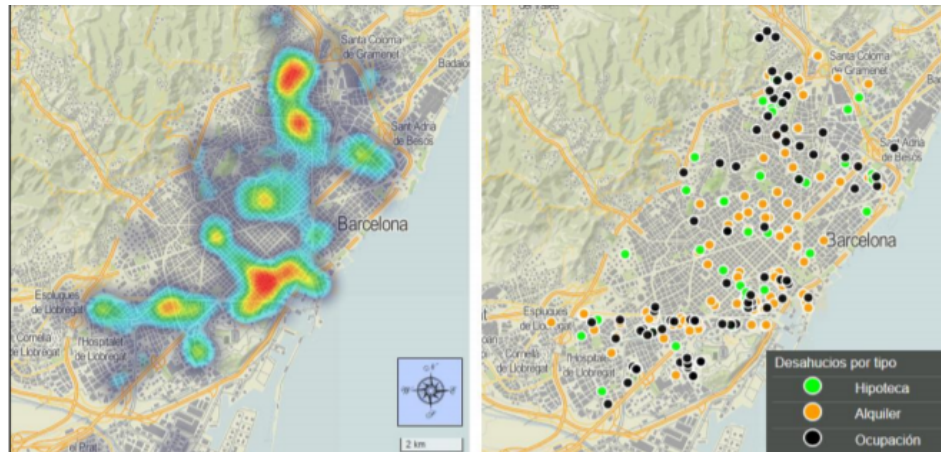 Santa Coloma
de Gramenet
Badalo
Sant Adrià
de Besòs
Barcelona
Esplugues
de Llobregat
Cornellà
de Llobregat
l'Hospitalet
de Llobregat
el Prat
2 km
Santa Coloma
de Gramenet
Ba
Sant Adrià
de Besòs
Barcelona
Esplugues
de Llobregat
Cornellà
de Llobregat
l'Hospitalet
de Llobregat
Desahucios por tipo
Hipoteca
Alquiler
Ocupación